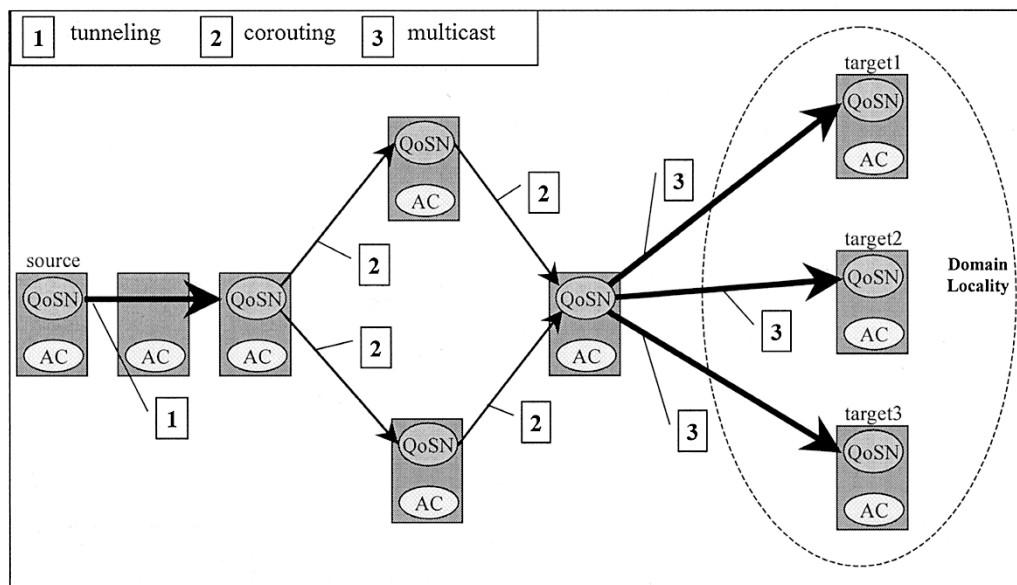 1 tunneling 2 corouting 3 multicast
target1
QoSN
AC
QoSN
AC
2
3
2
source
QoSN
AC
AC
QoSN
AC
2
1
QoSN
AC
target2
QoSN
AC
3
Domain
Locality
QoSN
AC
2
3
target3
QoSN
AC